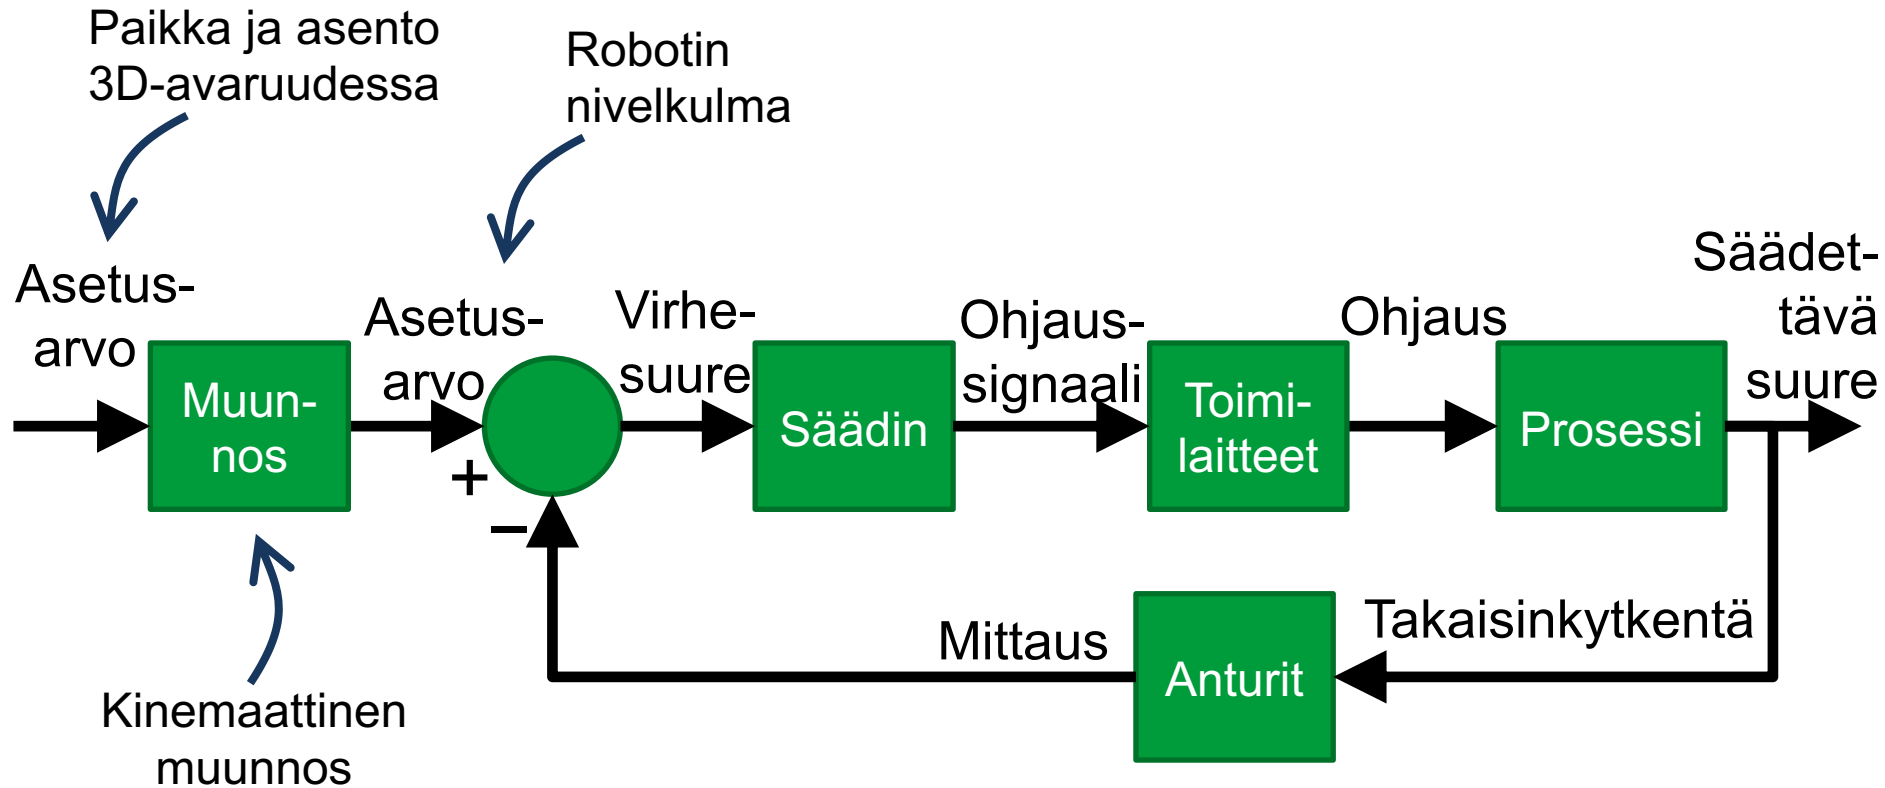 Paikka ja asento
3D-avaruudessa
Robotin
nivelkulma
Asetus-
arvo
Muun-
nos
Asetus-
arvo
+
–
Virhe-
suure
Säädin
Ohjaus-
signaali
Toimi-
laitteet
Ohjaus
Prosessi
Säädet-
tävä
suure
Takaisinkytkentä
Anturit
Mittaus
Kinemaattinen
muunnos